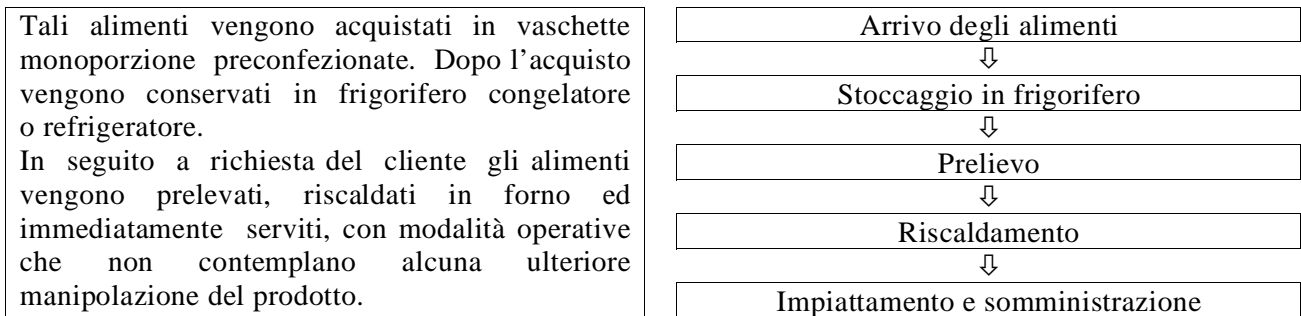 Tali alimenti vengono acquistati in vaschette
monoporzione preconfezionate. Dopo l’acquisto
vengono conservati in frigorifero congelatore
o refrigeratore.
In seguito a richiesta del cliente gli alimenti
vengono prelevati, riscaldati in forno ed
immediatamente serviti, con modalità operative
che non contemplano alcuna ulteriore
manipolazione del prodotto.
Arrivo degli alimenti
⇩
Stoccaggio in frigorifero
⇩
Prelievo
⇩
Riscaldamento
⇩
Impiattamento e somministrazione